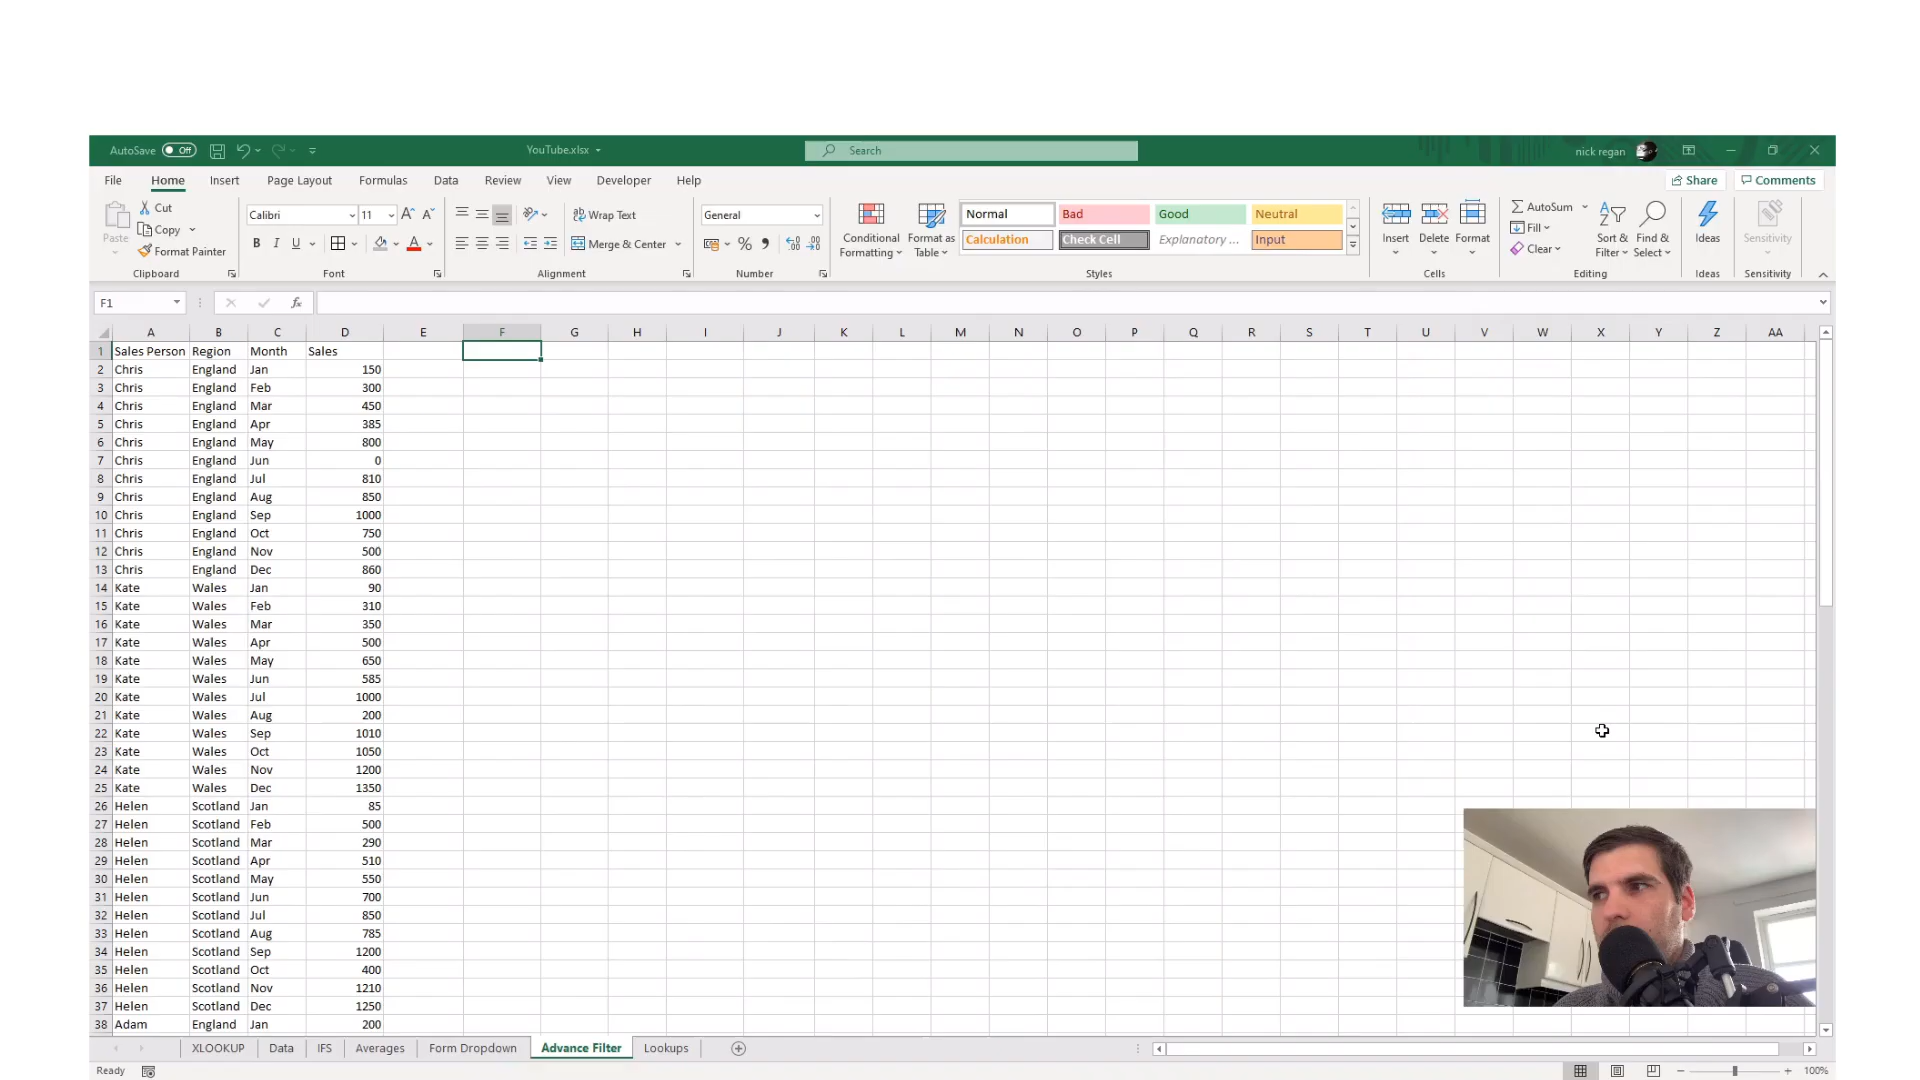 AutoSave Off YouTube.xlsx Search nick regan
File Home Insert Page Layout Formulas Data Review View Developer Help Share Comments
Paste Cut Copy Format Painter Clipboard
Calibri 11 B I U A Font
Wrap Text Merge & Center Alignment
General % , Number
Conditional Formatting Format as Table
Normal Bad Good Neutral
Calculation Check Cell Explanatory ... Input
Styles
Insert Delete Format Cells
AutoSum Fill Clear Sort & Filter Find & Select Editing
Ideas Ideas
Sensitivity Sensitivity
F1 fx
A B C D E F G H I J K L M N O P Q R S T U V W X Y Z AA
1 Sales Person Region Month Sales
2 Chris England Jan 150
3 Chris England Feb 300
4 Chris England Mar 450
5 Chris England Apr 385
6 Chris England May 800
7 Chris England Jun 0
8 Chris England Jul 810
9 Chris England Aug 850
10 Chris England Sep 1000
11 Chris England Oct 750
12 Chris England Nov 500
13 Chris England Dec 860
14 Kate Wales Jan 90
15 Kate Wales Feb 310
16 Kate Wales Mar 350
17 Kate Wales Apr 500
18 Kate Wales May 650
19 Kate Wales Jun 585
20 Kate Wales Jul 1000
21 Kate Wales Aug 200
22 Kate Wales Sep 1010
23 Kate Wales Oct 1050
24 Kate Wales Nov 1200
25 Kate Wales Dec 1350
26 Helen Scotland Jan 85
27 Helen Scotland Feb 500
28 Helen Scotland Mar 290
29 Helen Scotland Apr 510
30 Helen Scotland May 550
31 Helen Scotland Jun 700
32 Helen Scotland Jul 850
33 Helen Scotland Aug 785
34 Helen Scotland Sep 1200
35 Helen Scotland Oct 400
36 Helen Scotland Nov 1210
37 Helen Scotland Dec 1250
38 Adam England Jan 200
XLOOKUP Data IFS Averages Form Dropdown Advance Filter Lookups
Ready 100%